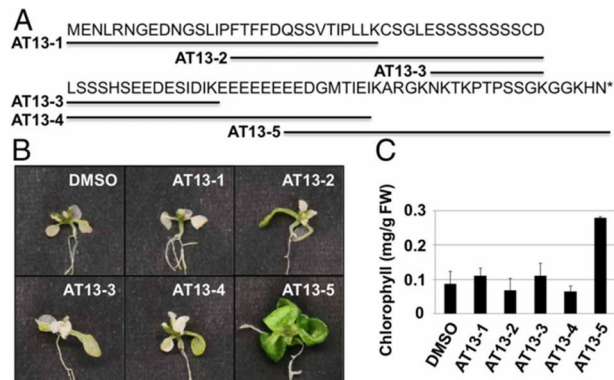 A
MENLRNGEDNGSLIPFTFFDQSSVTIPLLKCSGLESSSSSSSSCD
AT13-1
AT13-2
AT13-3
LSSSHSEEDESIDIKEEEEEEEEDGMTIEIKARGKNKTKPTPSSGKGGKHN*
AT13-3
AT13-4
AT13-5
B
DMSO AT13-1 AT13-2
AT13-3 AT13-4 AT13-5
C
Chlorophyll (mg/g FW)
0.3
0.2
0.1
0
DMSO AT13-1 AT13-2 AT13-3 AT13-4 AT13-5